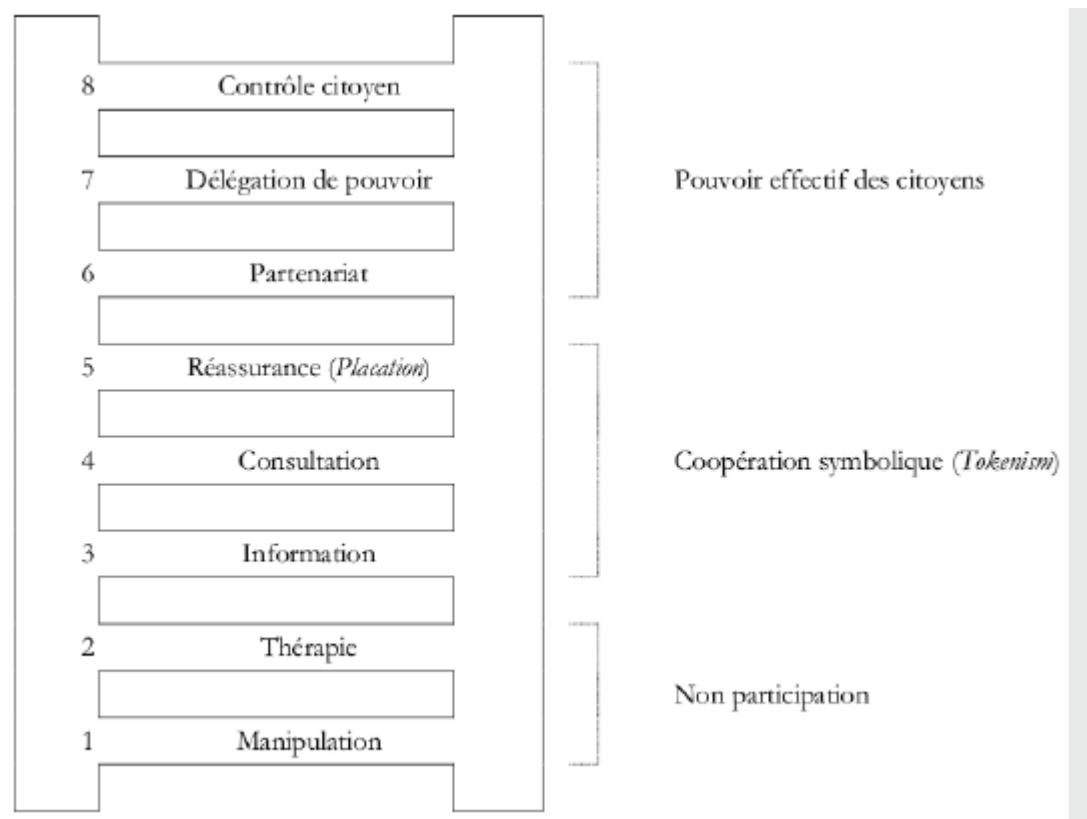 8 Contrôle citoyen
7 Délégation de pouvoir
Pouvoir effectif des citoyens
6 Partenariat
5 Réassurance (Placation)
4 Consultation
Coopération symbolique (Tokenism)
3 Information
2 Thérapie
Non participation
1 Manipulation